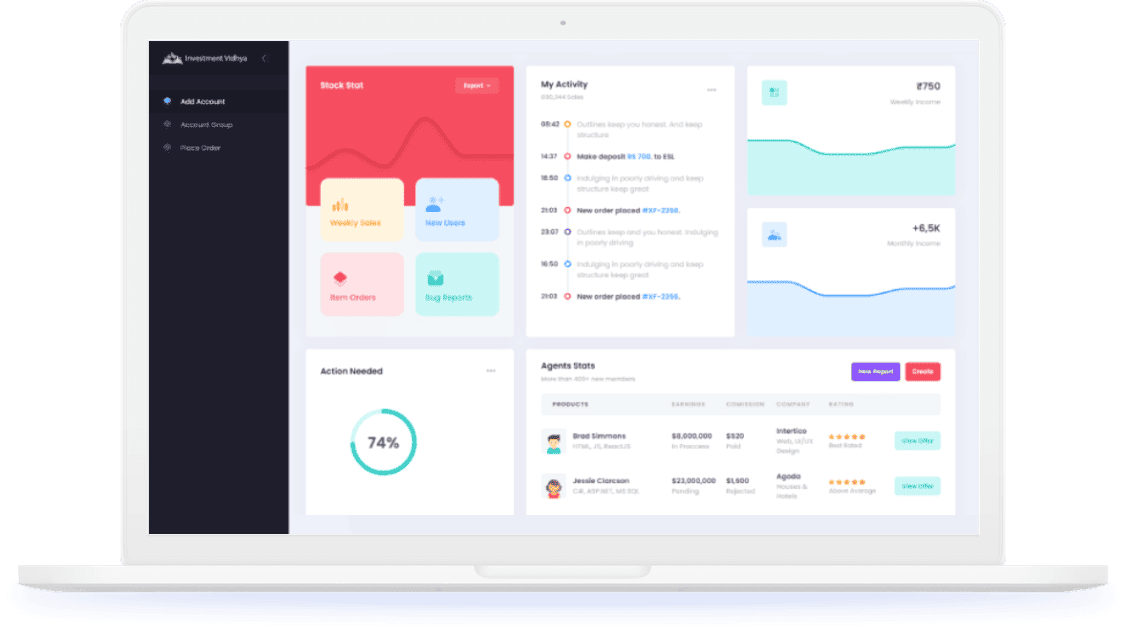 Investment Vidhya
Add Account
Account Group
Place Order
Stock Stat
Export
Weekly Sales
New Users
Item Orders
Bug Reports
My Activity
890,344 Sales
08:42 Outlines keep you honest. And keep
structure
14:37 Make deposit
to ESL
16:50 Indulging in poorly driving and keep
structure keep great
21:03 New order placed #XF-2356.
23:07 Outlines keep and you honest. Indulging
in poorly driving
16:50 Indulging in poorly driving and keep
structure keep great
21:03 New order placed #XF-2356.
₹750
Weekly Income
+6,5K
Monthly Income
Action Needed
74%
Agents Stats
More than 400+ new members
New Report
Create
PRODUCTS EARNINGS COMISSION COMPANY RATING
Brad Simmons
HTML, JS, ReactJS
$8,000,000
In Proccess
$520
Paid
Intertico
Web, UI/UX
Design
Best Rated
View Offer
Jessie Clarcson
C#, ASP.NET, MS SQL
$23,000,000
Pending
$1,600
Rejected
Agoda
Houses &
Hotels
Above Avarage
View Offer